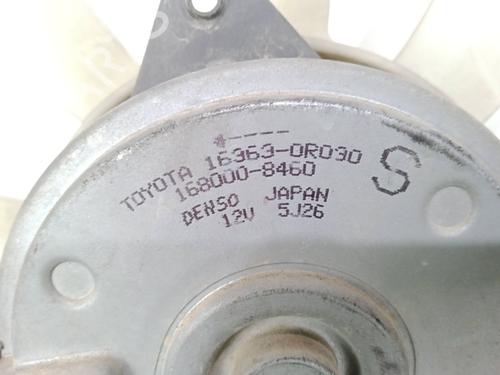 *----
TOYOTA 16363-0R030
168000-8460
DENSO JAPAN
12V 5J26
S